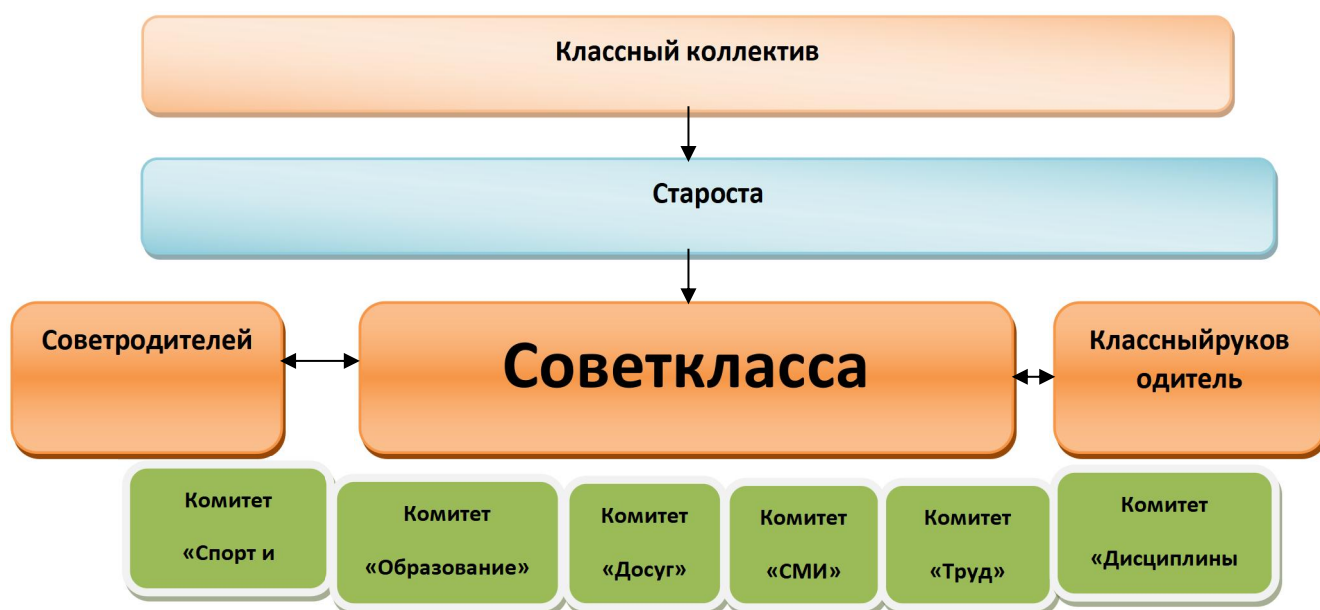 Классный коллектив
Староста
Советродителей
Советкласса
Классныйруков
одитель
Комитет
«Спорт и
Комитет
«Образование»
Комитет
«Досуг»
Комитет
«СМИ»
Комитет
«Труд»
Комитет
«Дисциплины